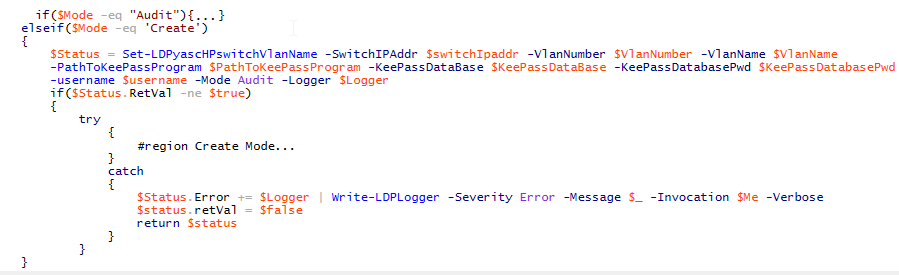 if($Mode -eq "Audit"){...}
elseif($Mode -eq 'Create')
{
$Status = Set-LDPyascHPswitchVlanName -SwitchIPAddr $switchIpaddr -VlanNumber $VlanNumber -VlanName $VlanName
-PathToKeePassProgram $PathToKeePassProgram -KeePassDataBase $KeePassDataBase -KeePassDatabasePwd $KeePassDatabasePwd
-username $username -Mode Audit -Logger $Logger
if($Status.RetVal -ne $true)
{
try
{
#region Create Mode...
}
catch
{
$Status.Error += $Logger | Write-LDPLogger -Severity Error -Message $_ -Invocation $Me -Verbose
$status.retVal = $false
return $status
}
}
}